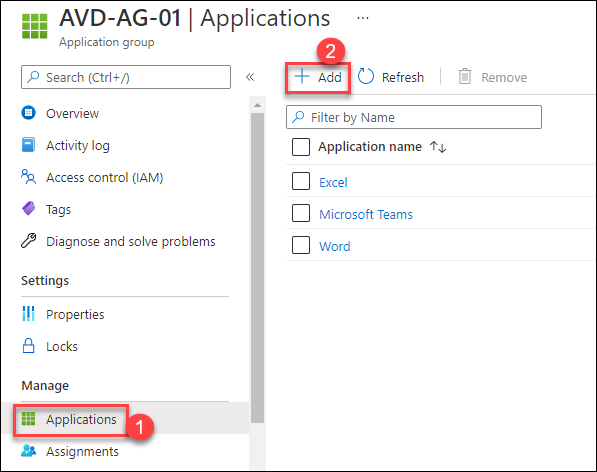 AVD-AG-01 | Applications ...
Application group
2
Search (Ctrl+/) «
Add Refresh Remove
Overview
Filter by Name
Activity log
Application name ↑↓
Access control (IAM)
Excel
Tags
Microsoft Teams
Diagnose and solve problems
Word
Settings
Properties
Locks
Manage
Applications 1
Assignments